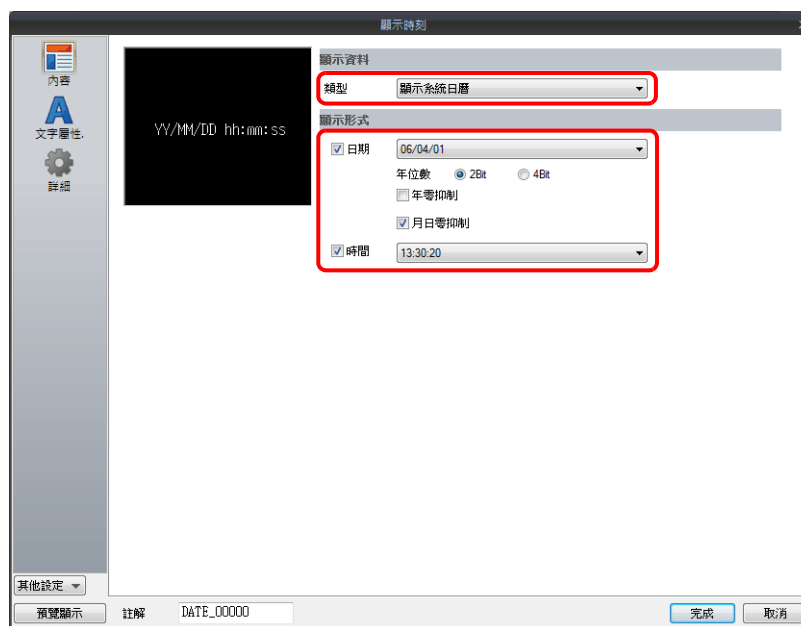 顯示時刻
內容
文字屬性.
詳細
YY/MM/DD hh:mm:ss
顯示資料
類型 顯示系統日曆
顯示形式
日期 06/04/01
年位數 2Bit 4Bit
年零抑制
月日零抑制
時間 13:30:20
其他設定
預覽顯示 註解 DATE_00000 完成 取消